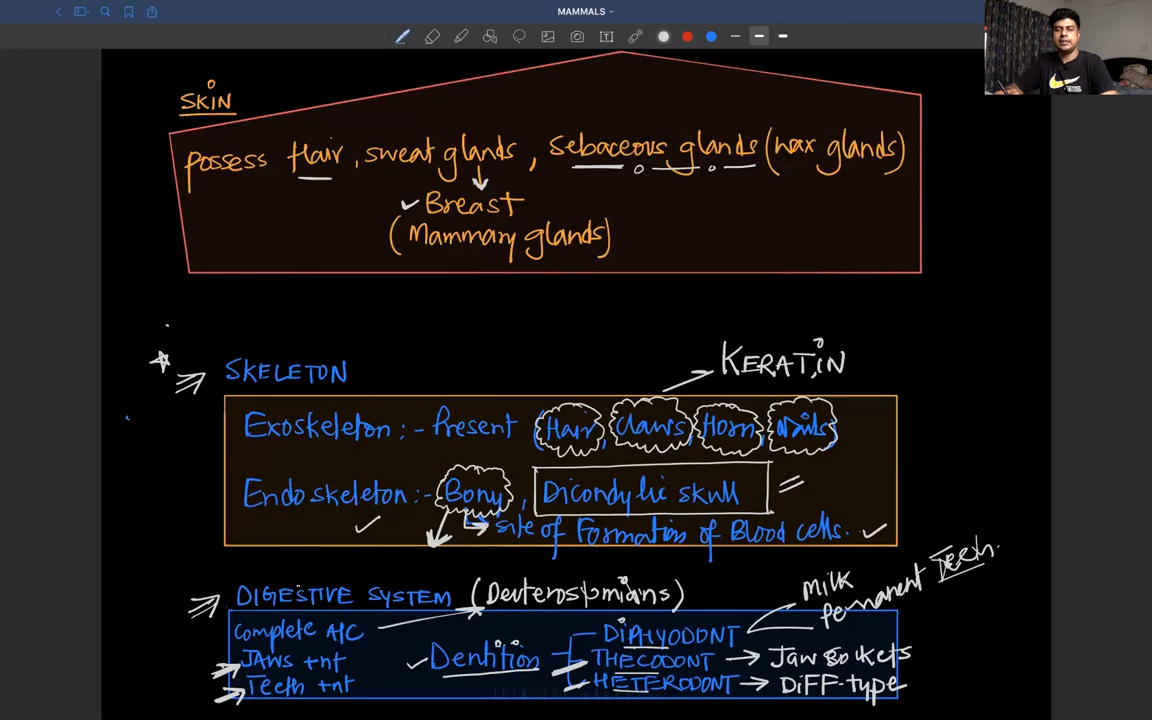 MAMMALS
SKIN
possess Hair, sweat glands, sebaceous glands (wax glands)
Breast
(Mammary glands)
KERATIN
SKELETON
Exoskeleton :- Present (Hair, claws, Horn, Nails)
Endoskeleton :- Bony, Dicondylic skull
site of Formation of Blood cells.
DIGESTIVE SYSTEM (Deuterostomians)
Milk
permanent Teeth.
complete A/C
JAWS +nt
Teeth +nt
Dentition
DIPHYODONT
THECODONT → Jaw sockets
HETERODONT → DIFF-type